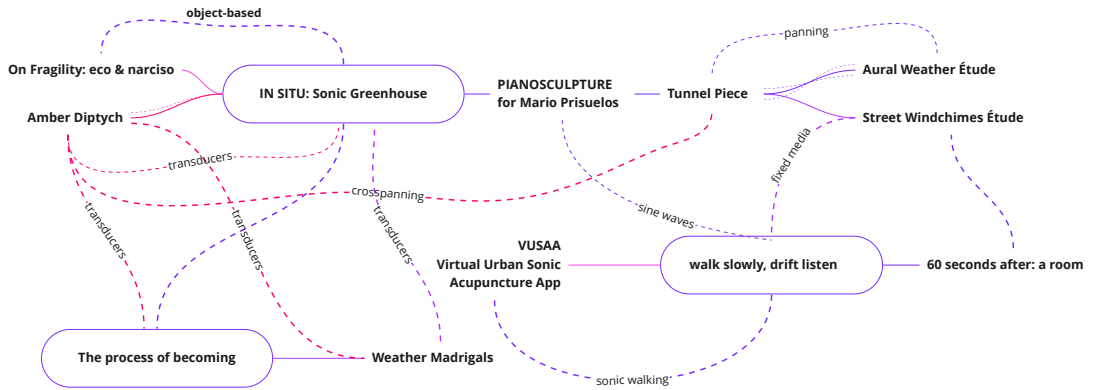 object-based
panning
On Fragility: eco & narciso
Aural Weather Étude
IN SITU: Sonic Greenhouse
PIANOSCULPTURE
for Mario Prisuelos
Tunnel Piece
Amber Diptych
Street Windchimes Étude
transducers
fixed media
crosspanning
transducers
transducers
transducers
sine waves
VUSAA
Virtual Urban Sonic
Acupuncture App
walk slowly, drift listen
60 seconds after: a room
The process of becoming
Weather Madrigals
sonic walking